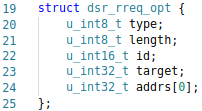 19 struct dsr_rreq_opt {
20 u_int8_t type;
21 u_int8_t length;
22 u_int16_t id;
23 u_int32_t target;
24 u_int32_t addrs[0];
25 };